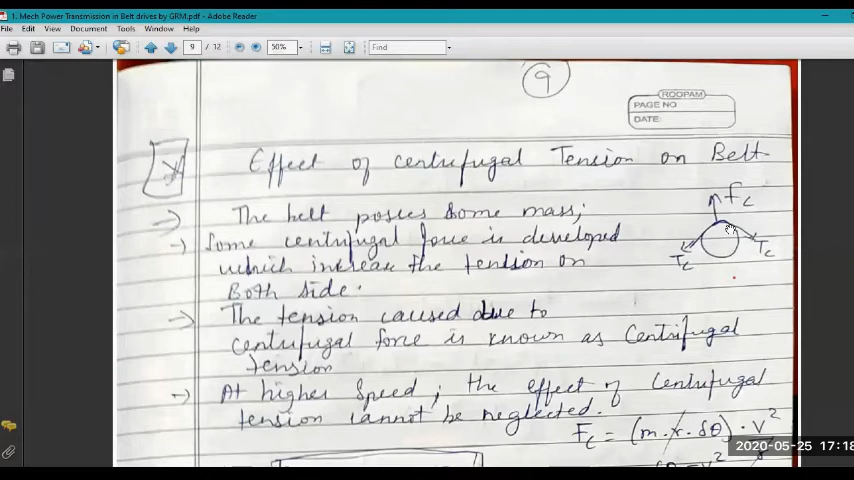 1. Mech Power Transmission in Belt drives by GRM.pdf - Adobe Reader
File Edit View Document Tools Window Help
9 / 12 50% Find
9
ROOPAM
PAGE NO
DATE:
Effect of centrifugal Tension on Belt
→ The belt posses some mass;
→ Some centrifugal force is developed
which increase the tension on
Both side.
Fc
Tc Tc
→ The tension caused due to
centrifugal force is known as Centrifugal
tension
→ At higher speed; the effect of Centrifugal
tension cannot be neglected.
Fc = (m.r.δθ).v²
2020-05-25 17:18